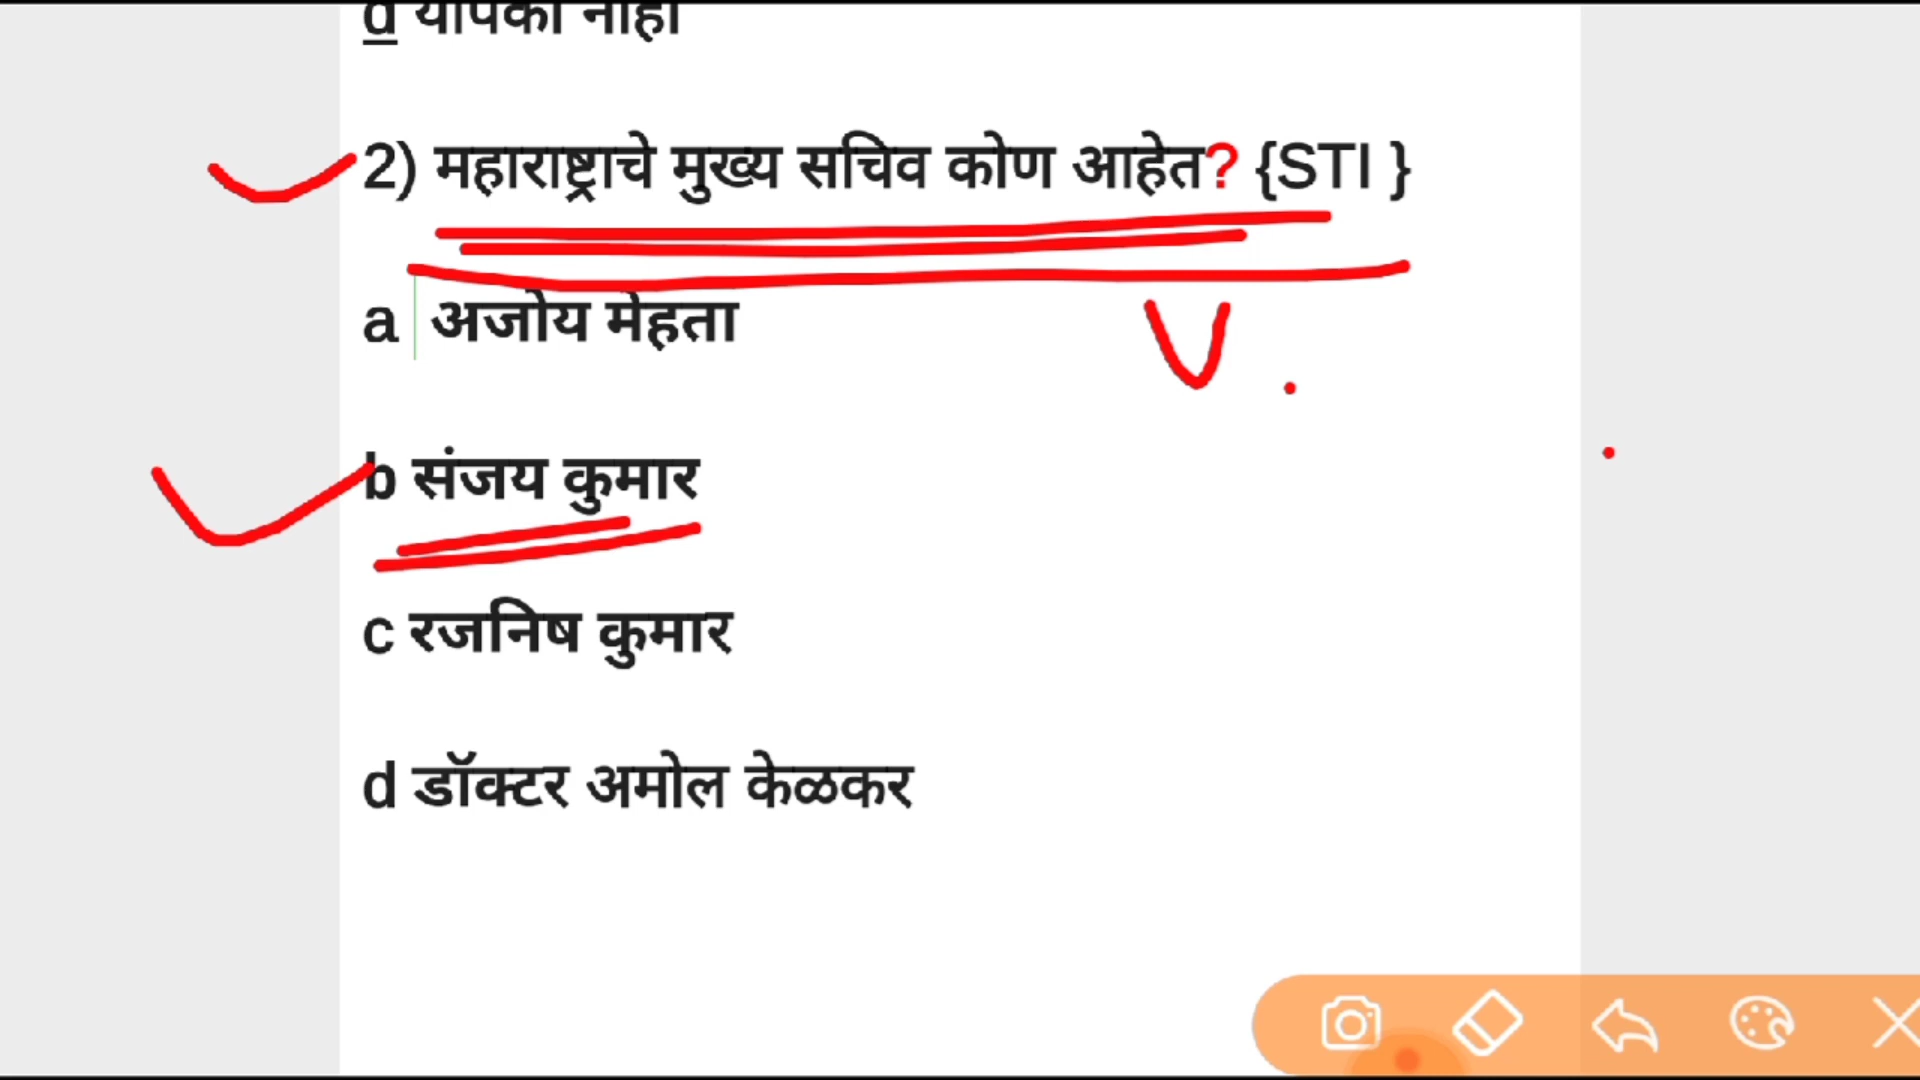 d यापैकी नाही
2) महाराष्ट्राचे मुख्य सचिव कोण आहेत? {STI }
a अजोय मेहता
b संजय कुमार
c रजनिष कुमार
d डॉक्टर अमोल केळकर